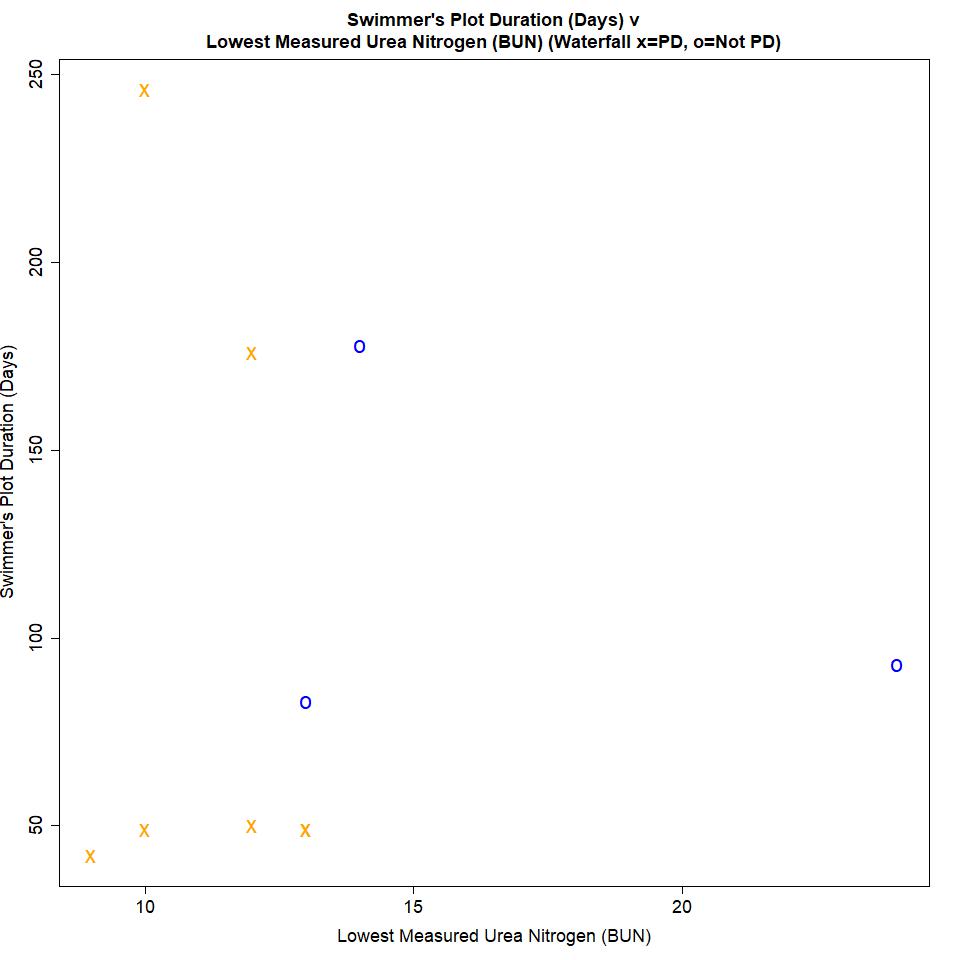 Swimmer's Plot Duration (Days) v
Lowest Measured Urea Nitrogen (BUN) (Waterfall x=PD, o=Not PD)
Swimmer's Plot Duration (Days)
250
200
150
100
50
X
X
O
O
O
X
X
X
X
10
15
20
Lowest Measured Urea Nitrogen (BUN)